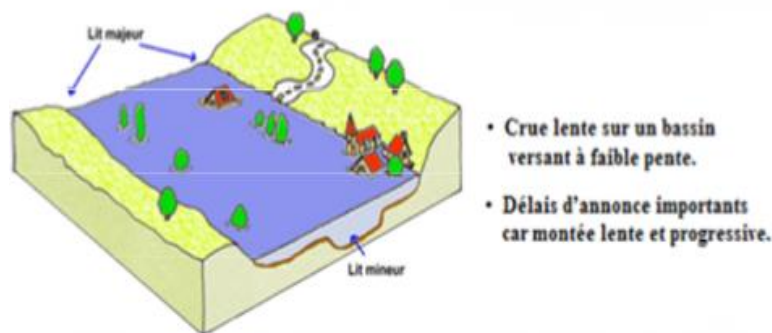 Lit majeur
• Crue lente sur un bassin
versant à faible pente.
• Délais d'annonce importants
car montée lente et progressive.
Lit mineur